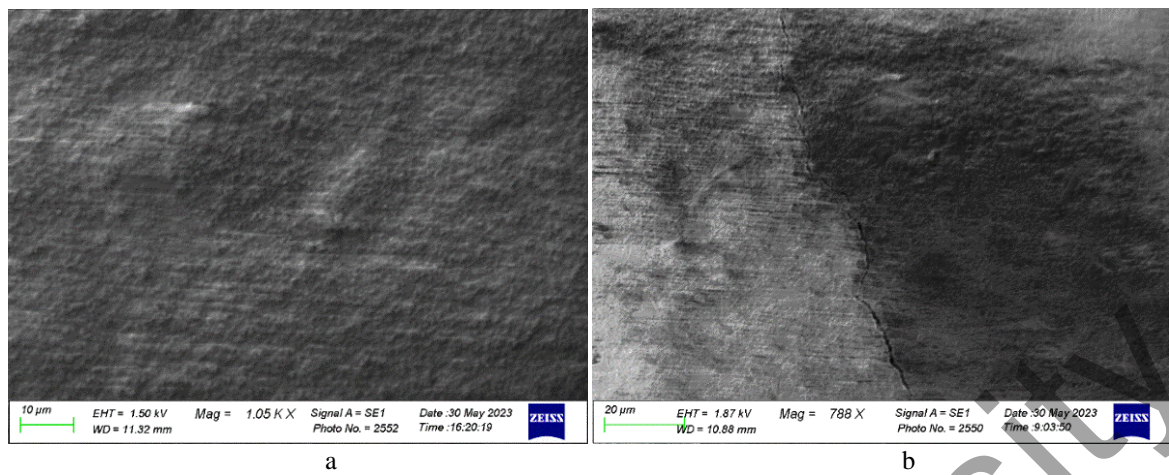 10 µm
EHT = 1.50 kV
WD = 11.32 mm
Mag = 1.05 K X
Signal A = SE1
Photo No. = 2552
Date :30 May 2023
Time :16:20:19
ZEISS
20 µm
EHT = 1.87 kV
WD = 10.88 mm
Mag = 788 X
Signal A = SE1
Photo No. = 2550
Date :30 May 2023
Time :9:03:50
ZEISS
a
b
sity